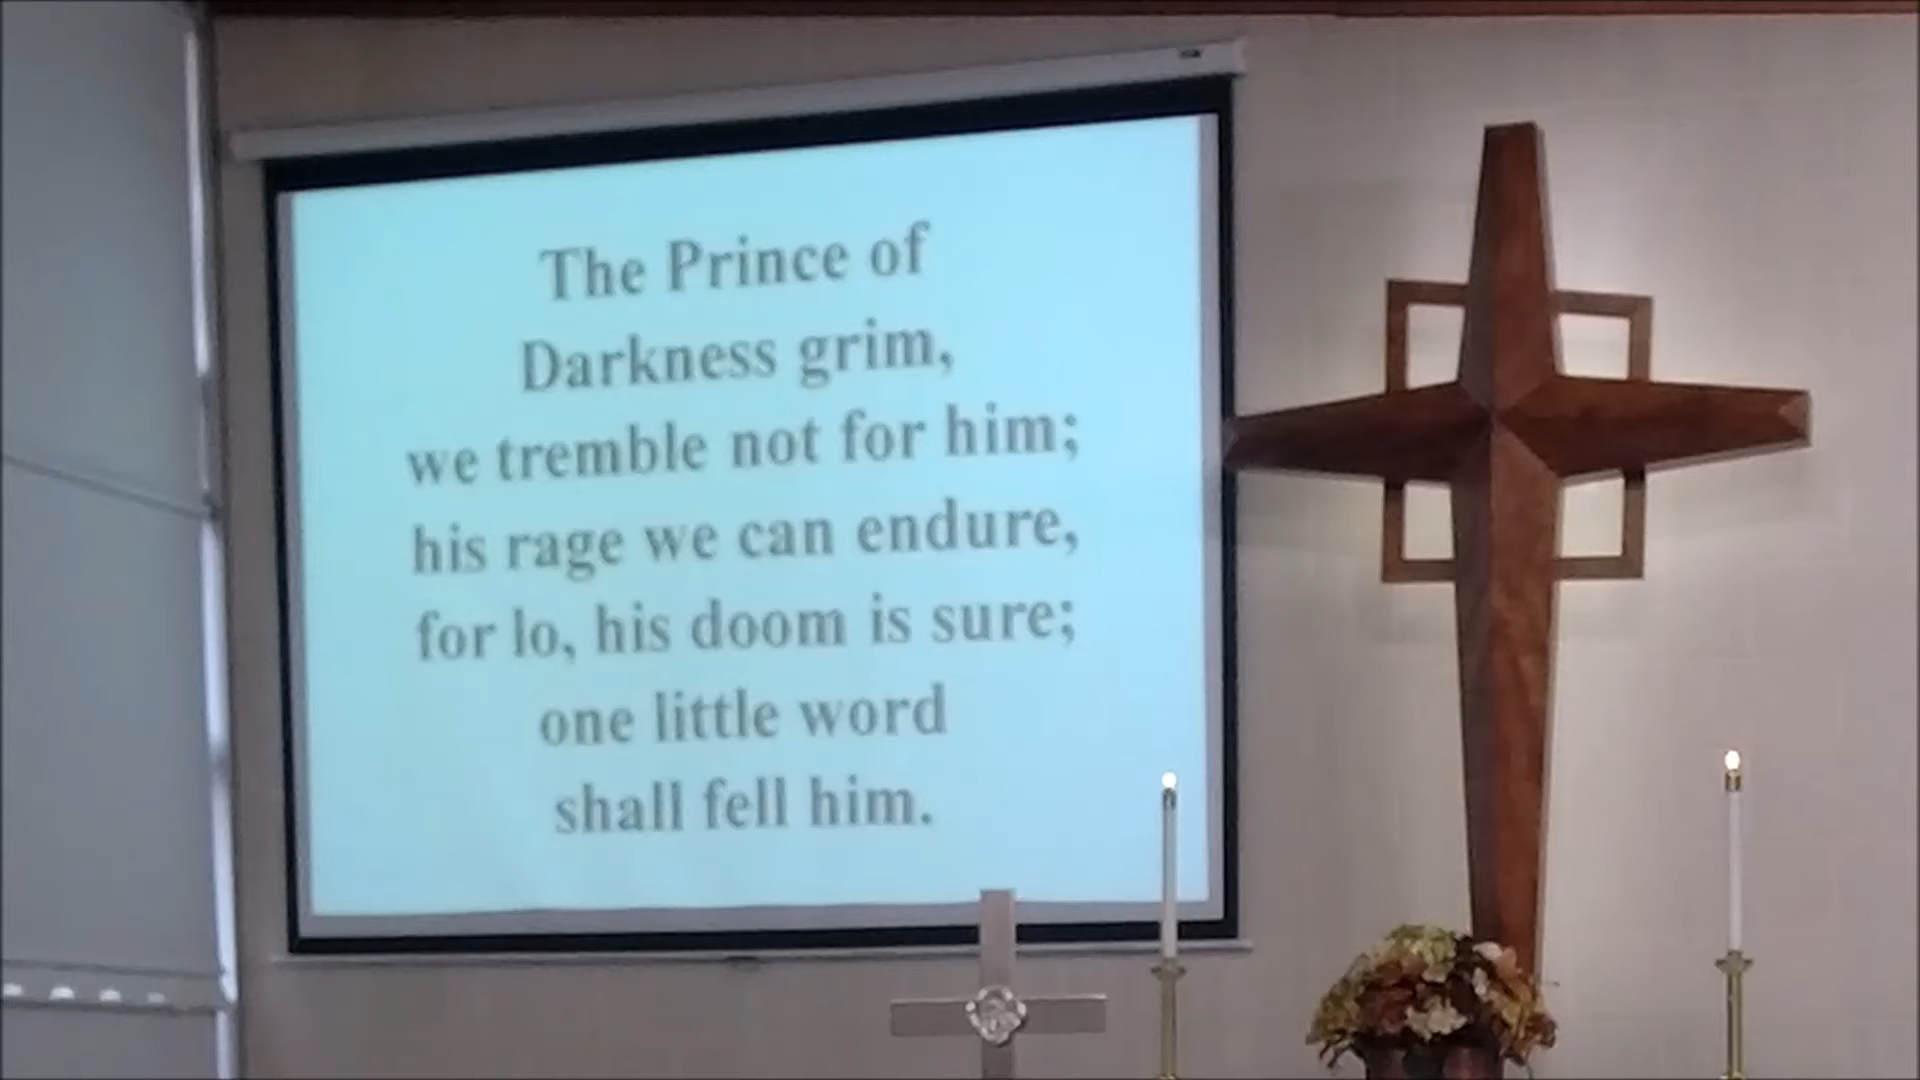 The Prince of
Darkness grim,
we tremble not for him;
his rage we can endure,
for lo, his doom is sure;
one little word
shall fell him.